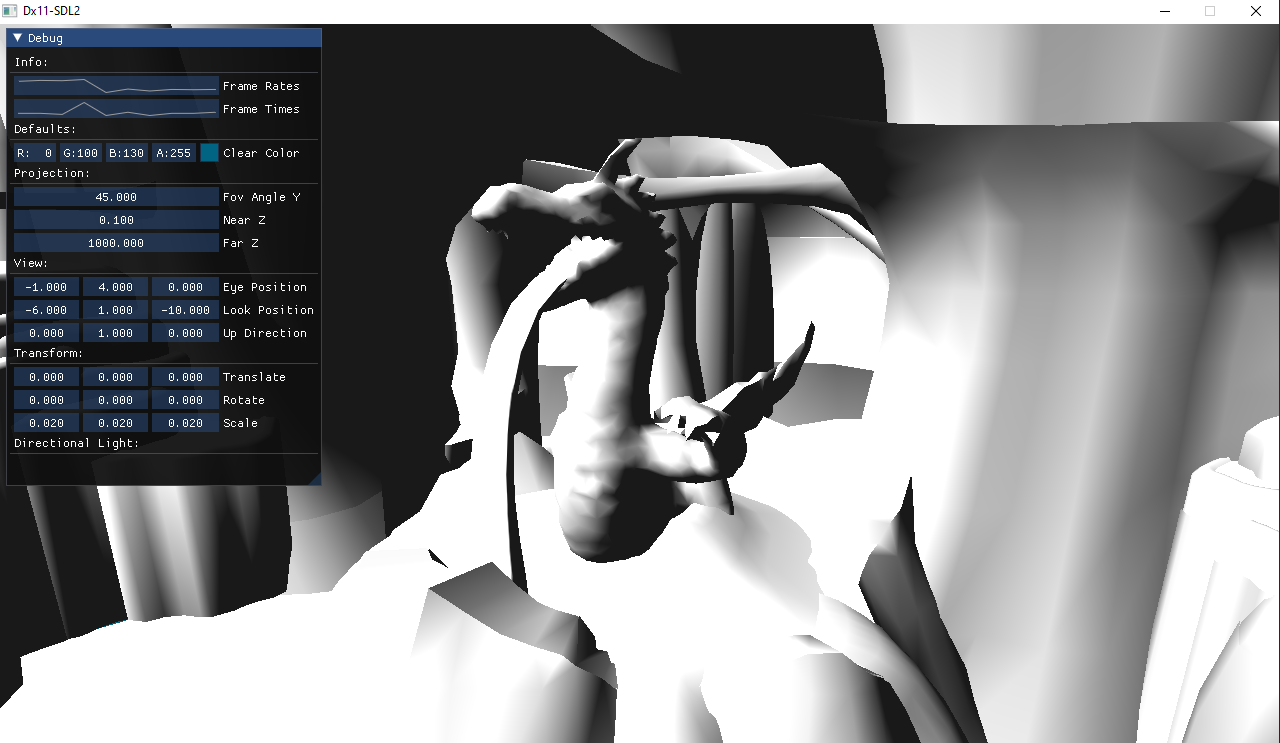 Dx11-SDL2
Debug
Info:
Frame Rates
Frame Times
Defaults:
R: 0 G:100 B:130 A:255 Clear Color
Projection:
45.000 Fov Angle Y
0.100 Near Z
1000.000 Far Z
View:
-1.000 4.000 0.000 Eye Position
-6.000 1.000 -10.000 Look Position
0.000 1.000 0.000 Up Direction
Transform:
0.000 0.000 0.000 Translate
0.000 0.000 0.000 Rotate
0.020 0.020 0.020 Scale
Directional Light: